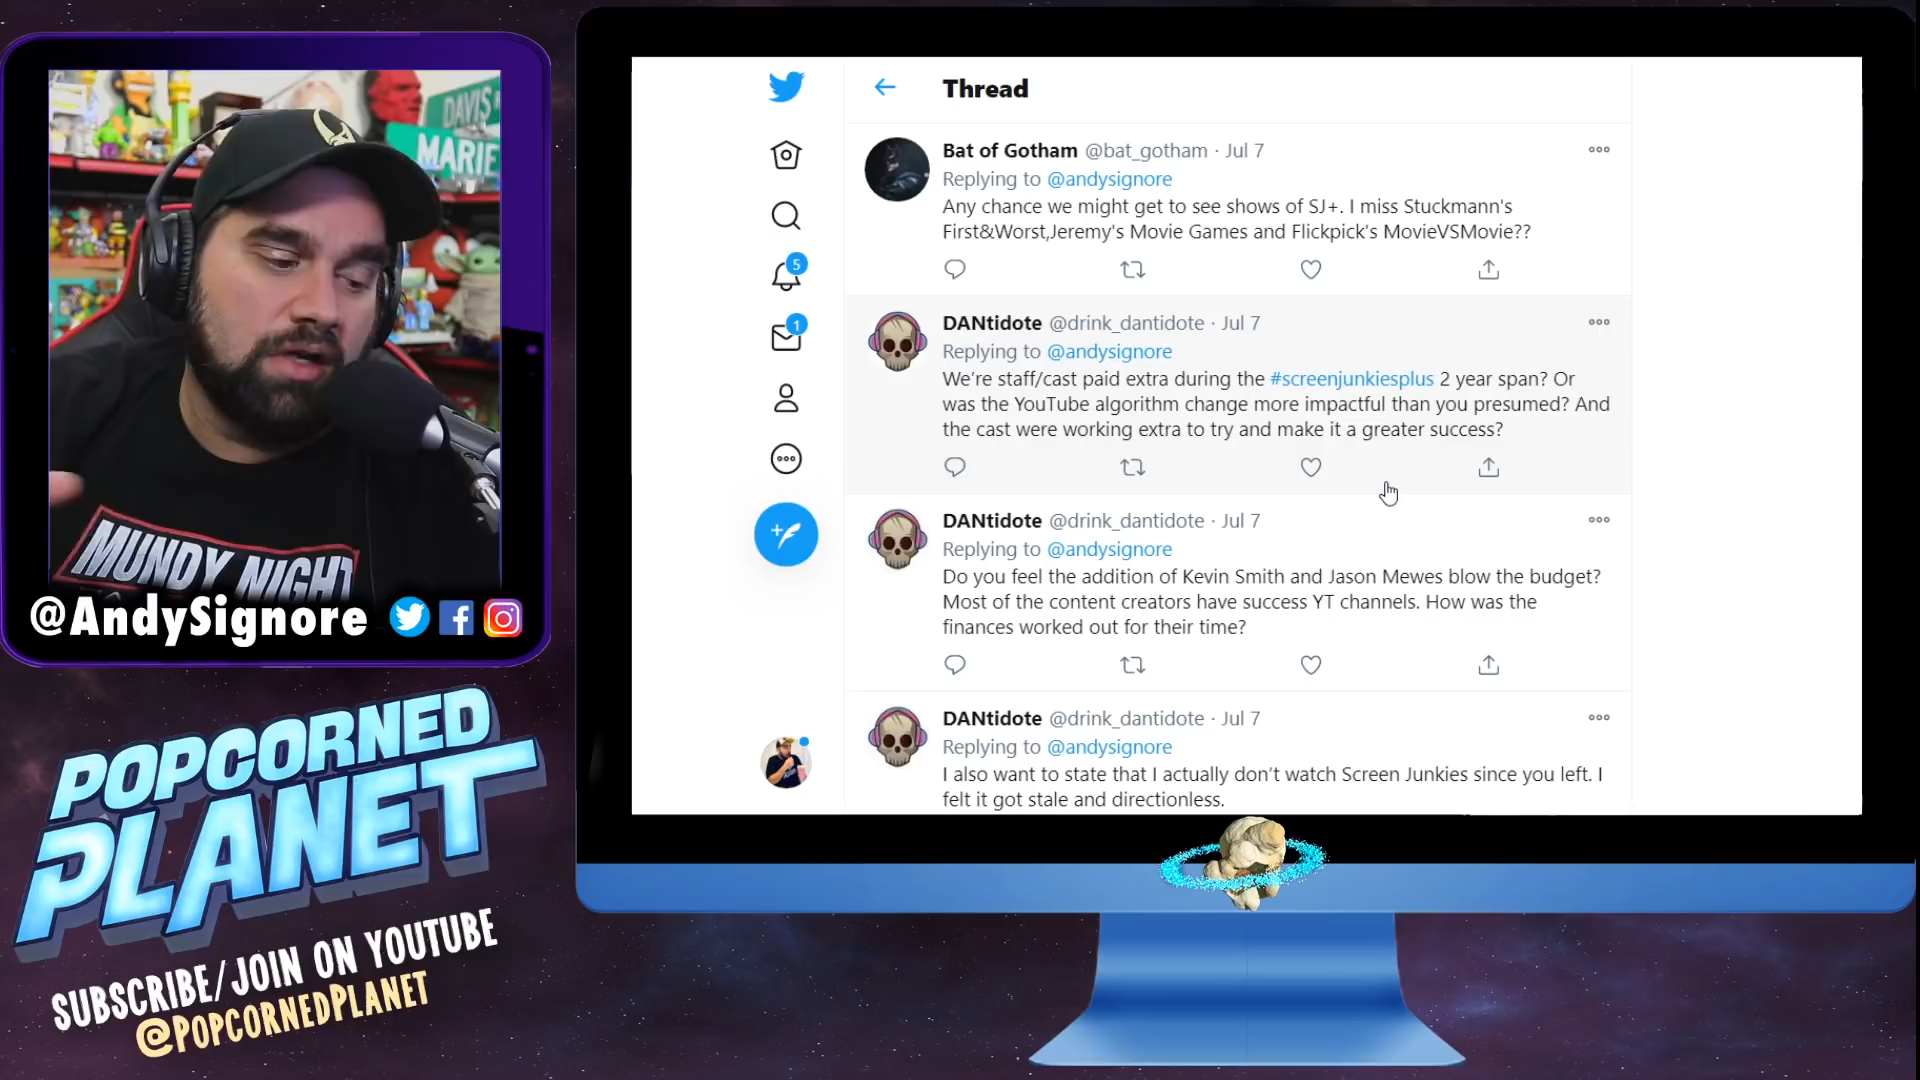 DAVIS
MARIE
MUNDY NIGHT
@AndySignore
POPCORNED
PLANET
SUBSCRIBE/JOIN ON YOUTUBE
@POPCORNEDPLANET
Thread
Bat of Gotham @bat_gotham · Jul 7
Replying to @andysignore
Any chance we might get to see shows of SJ+. I miss Stuckmann's
First&Worst,Jeremy's Movie Games and Flickpick's MovieVSMovie??
5
1
DANtidote @drink_dantidote · Jul 7
Replying to @andysignore
We're staff/cast paid extra during the #screenjunkiesplus 2 year span? Or
was the YouTube algorithm change more impactful than you presumed? And
the cast were working extra to try and make it a greater success?
DANtidote @drink_dantidote · Jul 7
Replying to @andysignore
Do you feel the addition of Kevin Smith and Jason Mewes blow the budget?
Most of the content creators have success YT channels. How was the
finances worked out for their time?
DANtidote @drink_dantidote · Jul 7
Replying to @andysignore
I also want to state that I actually don't watch Screen Junkies since you left. I
felt it got stale and directionless.